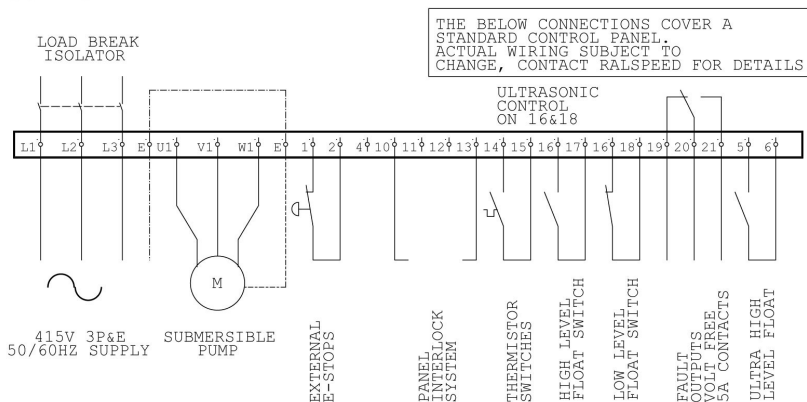 THE BELOW CONNECTIONS COVER A
STANDARD CONTROL PANEL.
ACTUAL WIRING SUBJECT TO
CHANGE, CONTACT RALSPEED FOR DETAILS
LOAD BREAK
ISOLATOR
ULTRASONIC
CONTROL
ON 16&18
L1 L2 L3 E U1 V1 W1 E 1 2 4 10 11 12 13 14 15 16 17 16 18 19 20 21 5 6
M
415V 3P&E
50/60HZ SUPPLY
SUBMERSIBLE
PUMP
EXTERNAL
E-STOPS
PANEL
INTERLOCK
SYSTEM
THERMISTOR
SWITCHES
HIGH LEVEL
FLOAT SWITCH
LOW LEVEL
FLOAT SWITCH
FAULT
OUTPUTS
VOLT FREE
5A CONTACTS
ULTRA HIGH
LEVEL FLOAT